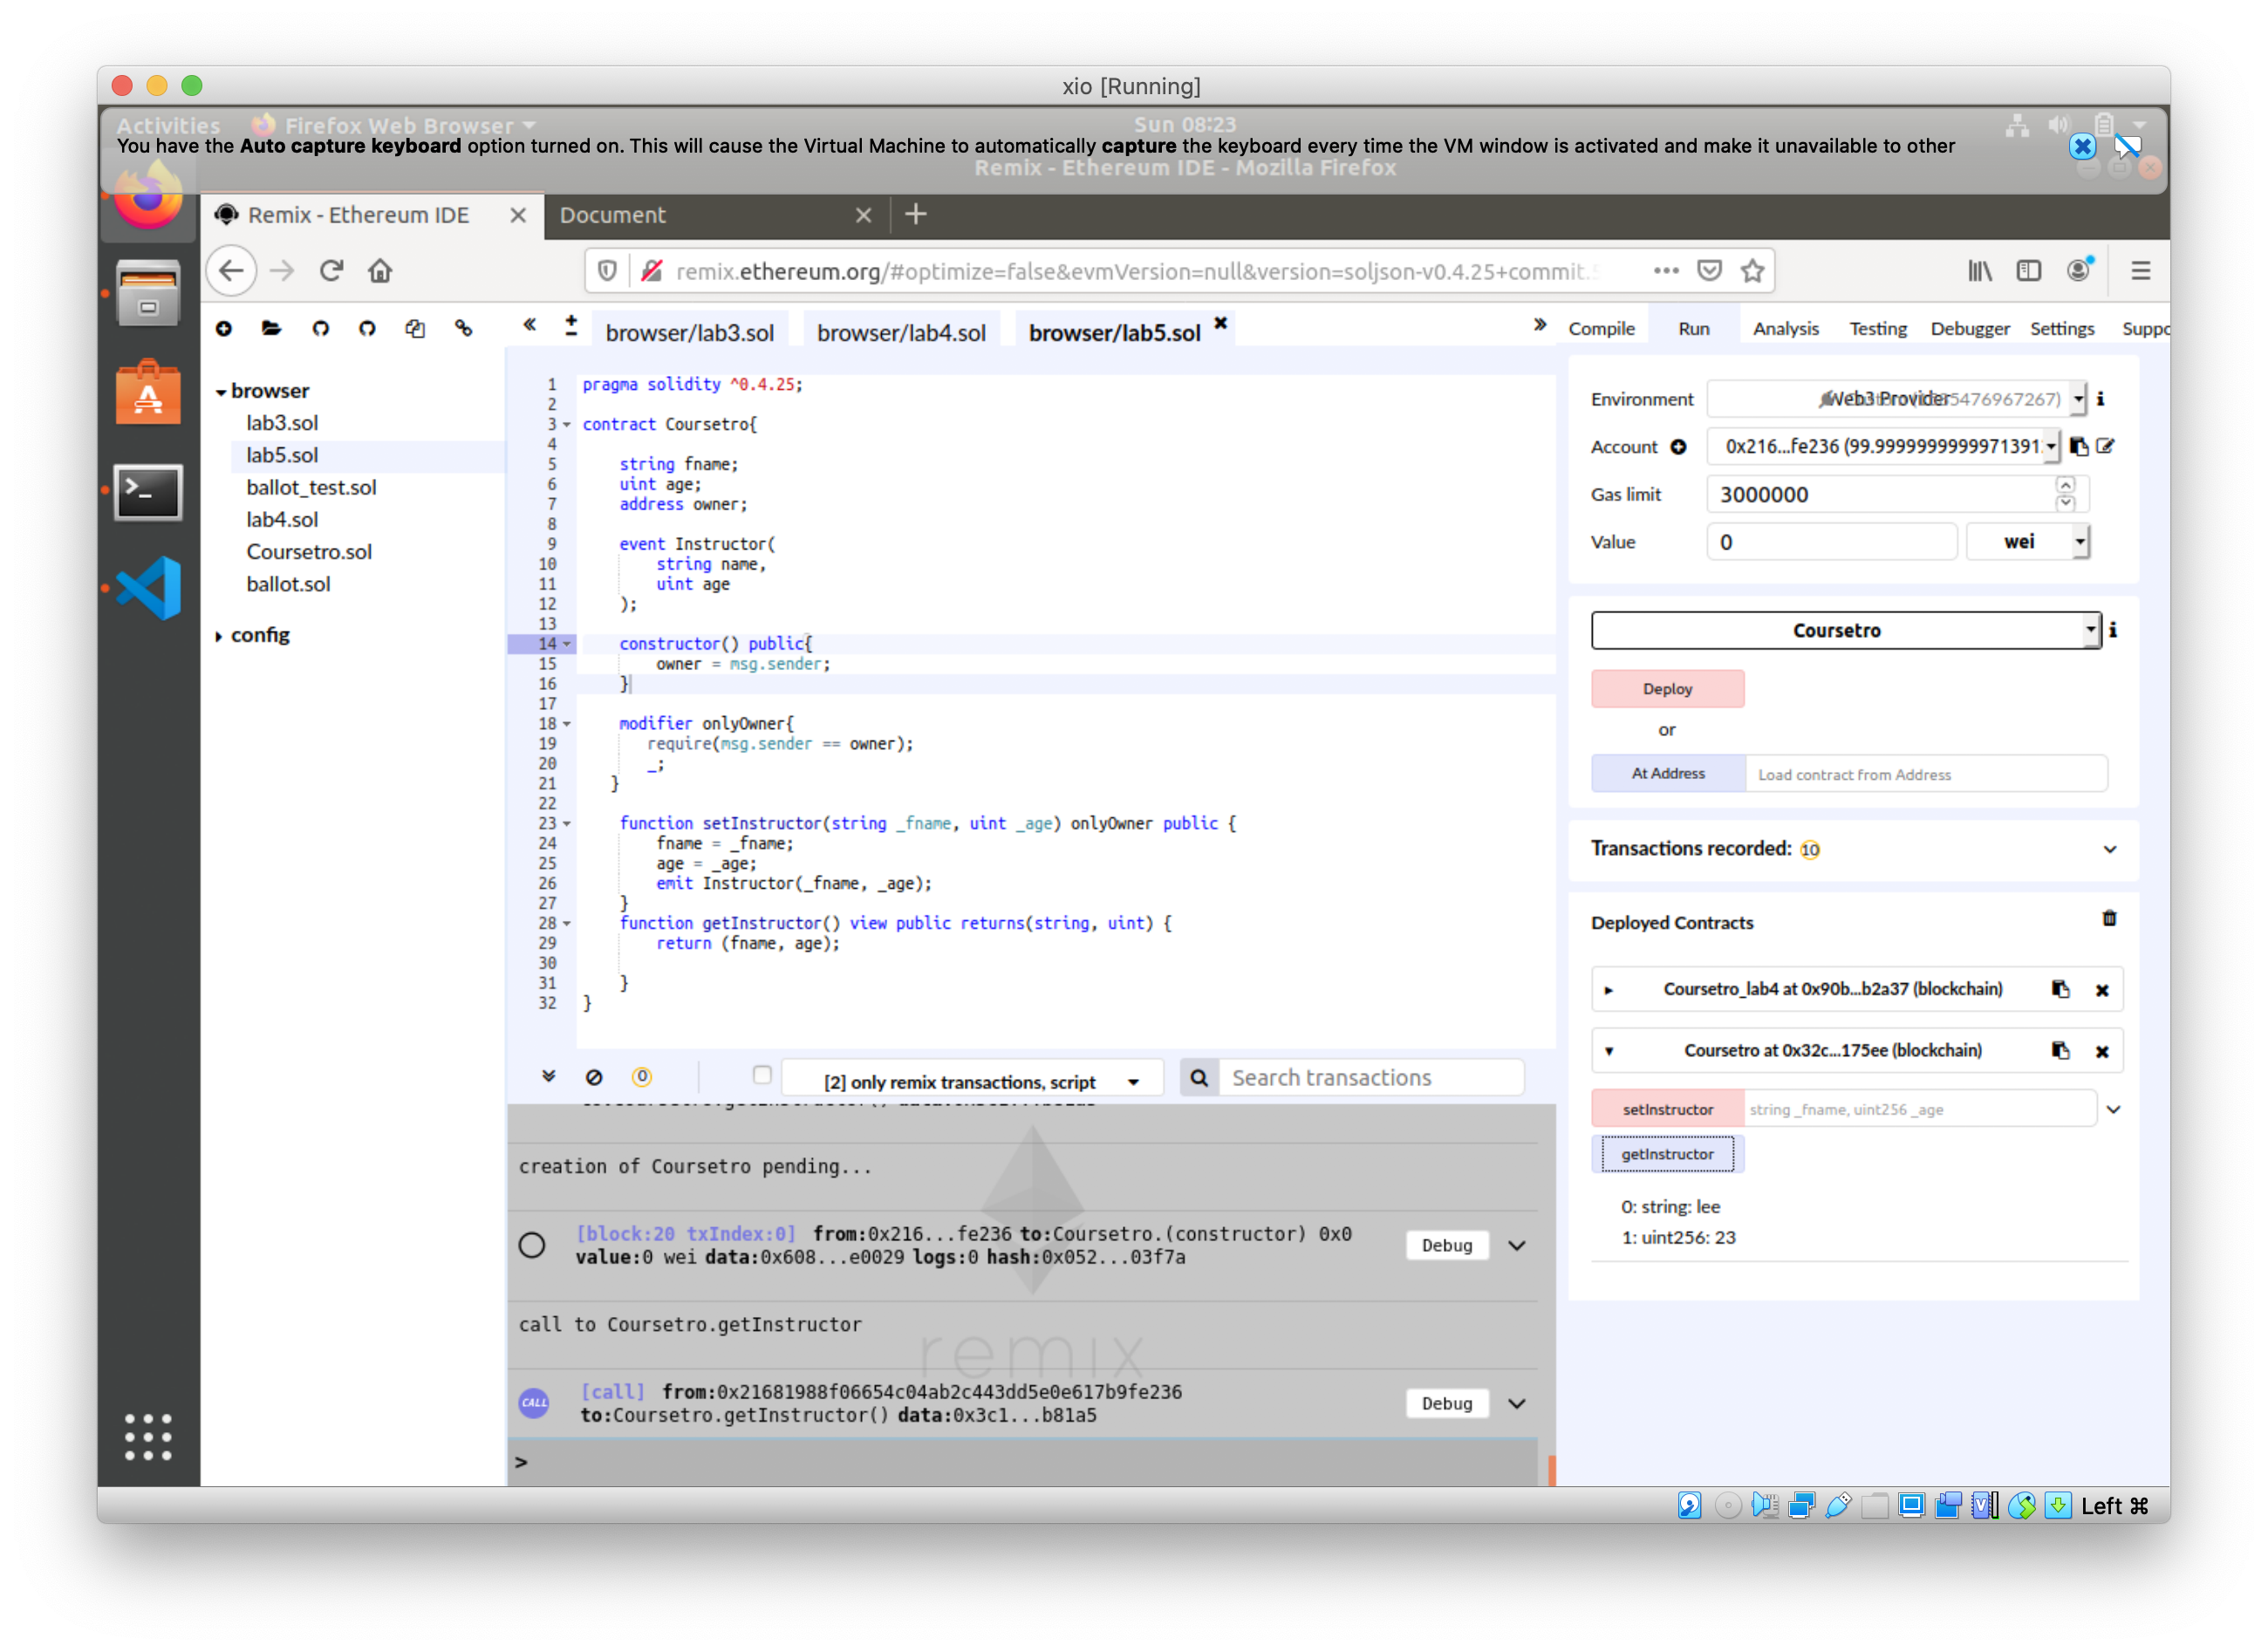 xio [Running]
Activities Firefox Web Browser Sun 08:23
You have the Auto capture keyboard option turned on. This will cause the Virtual Machine to automatically capture the keyboard every time the VM window is activated and make it unavailable to other
Remix - Ethereum IDE - Mozilla Firefox
Remix - Ethereum IDE Document
remix.ethereum.org/#optimize=false&evmVersion=null&version=soljson-v0.4.25+commit.
browser/lab3.sol browser/lab4.sol browser/lab5.sol
Compile Run Analysis Testing Debugger Settings Suppo
browser
lab3.sol
lab5.sol
ballot_test.sol
lab4.sol
Coursetro.sol
ballot.sol
config
1 pragma solidity ^0.4.25;
2
3 contract Coursetro{
4
5 string fname;
6 uint age;
7 address owner;
8
9 event Instructor(
10 string name,
11 uint age
12 );
13
14 constructor() public{
15 owner = msg.sender;
16 }
17
18 modifier onlyOwner{
19 require(msg.sender == owner);
20 _;
21 }
22
23 function setInstructor(string _fname, uint _age) onlyOwner public {
24 fname = _fname;
25 age = _age;
26 emit Instructor(_fname, _age);
27 }
28 function getInstructor() view public returns(string, uint) {
29 return (fname, age);
30
31 }
32 }
0 [2] only remix transactions, script Search transactions
creation of Coursetro pending...
[block:20 txIndex:0] from:0x216...fe236 to:Coursetro.(constructor) 0x0
value:0 wei data:0x608...e0029 logs:0 hash:0x052...03f7a
Debug
call to Coursetro.getInstructor
remix
CALL
[call] from:0x21681988f06654c04ab2c443dd5e0e617b9fe236
to:Coursetro.getInstructor() data:0x3c1...b81a5
Debug
>
Environment Web3 Provider 5476967267)
Account 0x216...fe236 (99.9999999999971391
Gas limit 3000000
Value 0 wei
Coursetro
Deploy
or
At Address Load contract from Address
Transactions recorded: 10
Deployed Contracts
Coursetro_lab4 at 0x90b...b2a37 (blockchain)
Coursetro at 0x32c...175ee (blockchain)
setInstructor string _fname, uint256 _age
getInstructor
0: string: lee
1: uint256: 23
Left ⌘